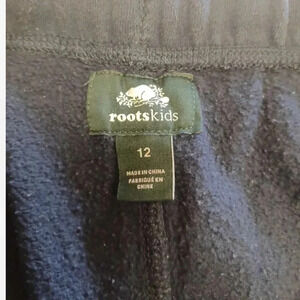 rootskids
12
MADE IN CHINA
FABRIQUÉ EN
CHINE